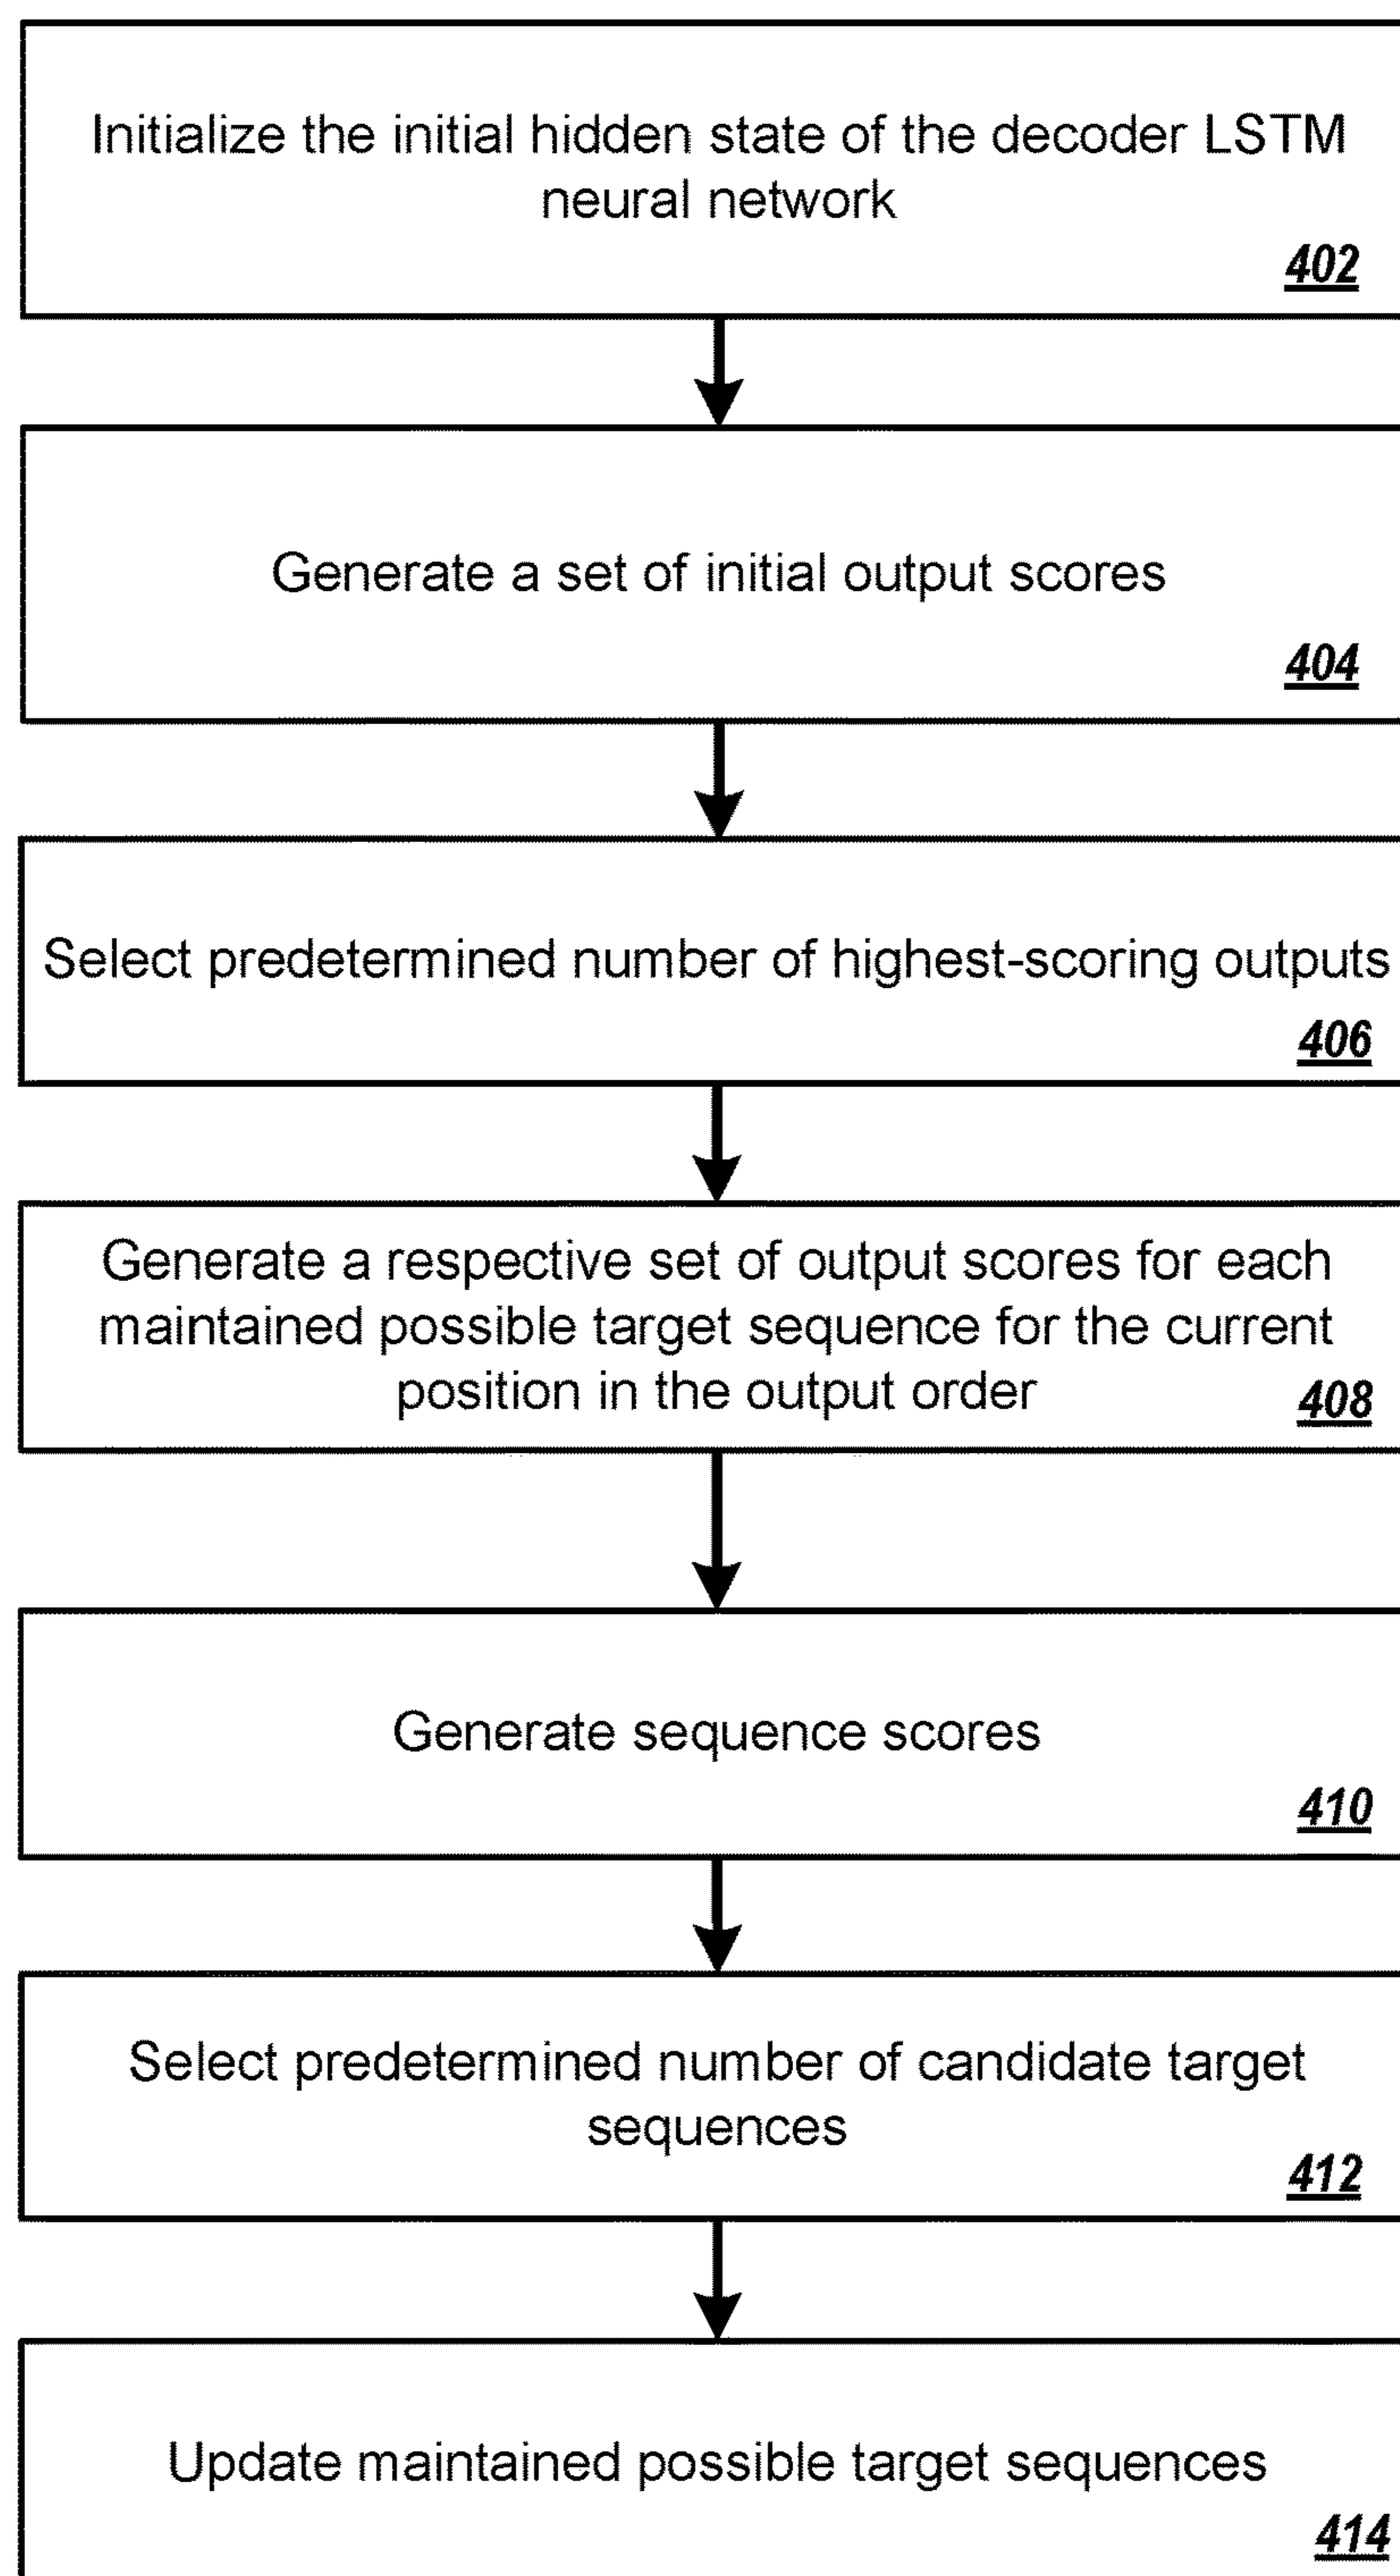 Initialize the initial hidden state of the decoder LSTM
neural network
402
Generate a set of initial output scores
404
Select predetermined number of highest-scoring outputs
406
Generate a respective set of output scores for each
maintained possible target sequence for the current
position in the output order
408
Generate sequence scores
410
Select predetermined number of candidate target
sequences
412
Update maintained possible target sequences
414